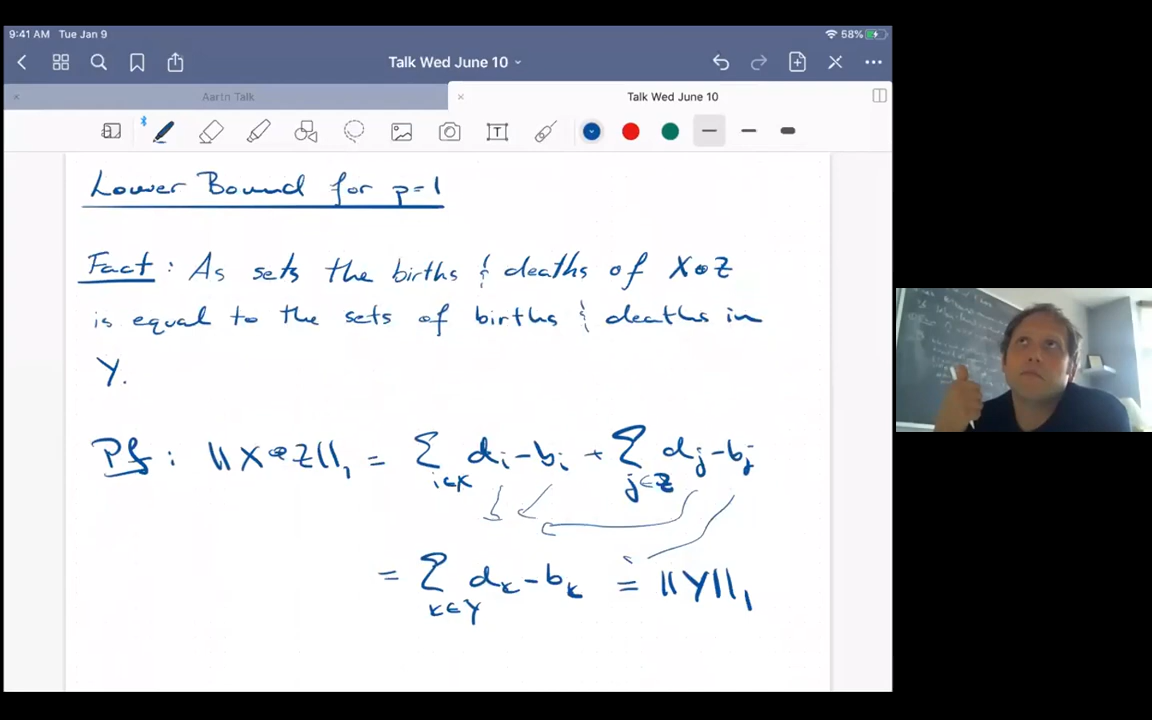 9:41 AM Tue Jan 9
58%
Talk Wed June 10
Aartn Talk
Talk Wed June 10
Lower Bound for p=1
Fact: As sets the births & deaths of X⊕Z
is equal to the sets of births & deaths in
Y.
Pf: ||X⊕Z||₁ = Σ_{i∈X} dᵢ-bᵢ + Σ_{j∈Z} dⱼ-bⱼ
= Σ_{k∈Y} dₖ-bₖ = ||Y||₁